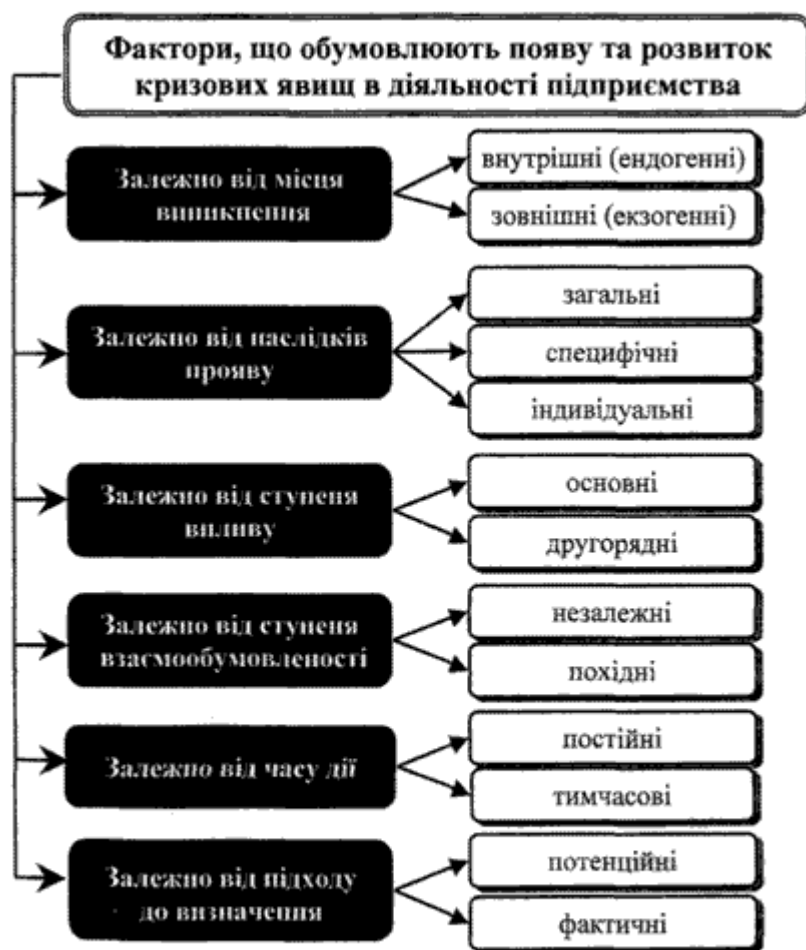 Фактори, що обумовлюють появу та розвиток
кризових явищ в діяльності підприємства
Залежно від місця
виникнення
внутрішні (ендогенні)
зовнішні (екзогенні)
Залежно від наслідків
прояву
загальні
специфічні
індивідуальні
Залежно від ступеня
впливу
основні
другорядні
Залежно від ступеня
взаємообумовленості
незалежні
похідні
Залежно від часу дії
постійні
тимчасові
Залежно від підходу
до визначення
потенційні
фактичні